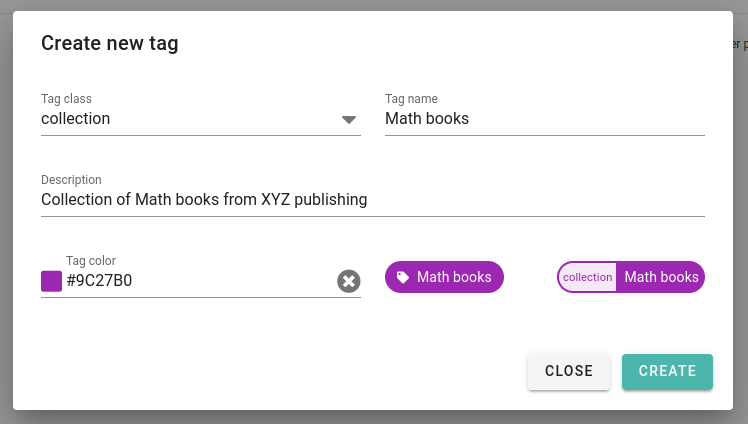 Create new tag
er p
Tag class
collection
Tag name
Math books
Description
Collection of Math books from XYZ publishing
Tag color
#9C27B0
Math books
collection Math books
CLOSE
CREATE